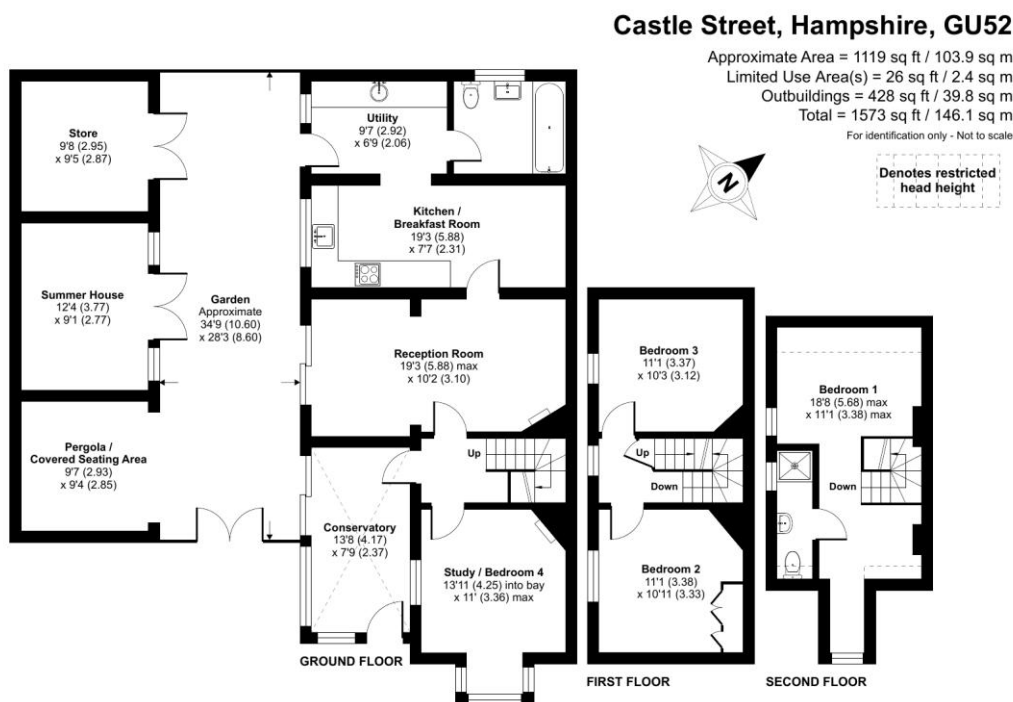 Castle Street, Hampshire, GU52
Approximate Area = 1119 sq ft / 103.9 sq m
Limited Use Area(s) = 26 sq ft / 2.4 sq m
Outbuildings = 428 sq ft / 39.8 sq m
Total = 1573 sq ft / 146.1 sq m
For identification only - Not to scale
N
Denotes restricted
head height
Store
9'8 (2.95)
x 9'5 (2.87)
Utility
9'7 (2.92)
x 6'9 (2.06)
Kitchen /
Breakfast Room
19'3 (5.88)
x 7'7 (2.31)
Summer House
12'4 (3.77)
x 9'1 (2.77)
Garden
Approximate
34'9 (10.60)
x 28'3 (8.60)
Reception Room
19'3 (5.88) max
x 10'2 (3.10)
Pergola /
Covered Seating Area
9'7 (2.93)
x 9'4 (2.85)
Up
Conservatory
13'8 (4.17)
x 7'9 (2.37)
Study / Bedroom 4
13'11 (4.25) into bay
x 11' (3.36) max
GROUND FLOOR
Bedroom 3
11'1 (3.37)
x 10'3 (3.12)
Up
Down
Bedroom 2
11'1 (3.38)
x 10'11 (3.33)
FIRST FLOOR
Bedroom 1
18'8 (5.68) max
x 11'1 (3.38) max
Down
SECOND FLOOR